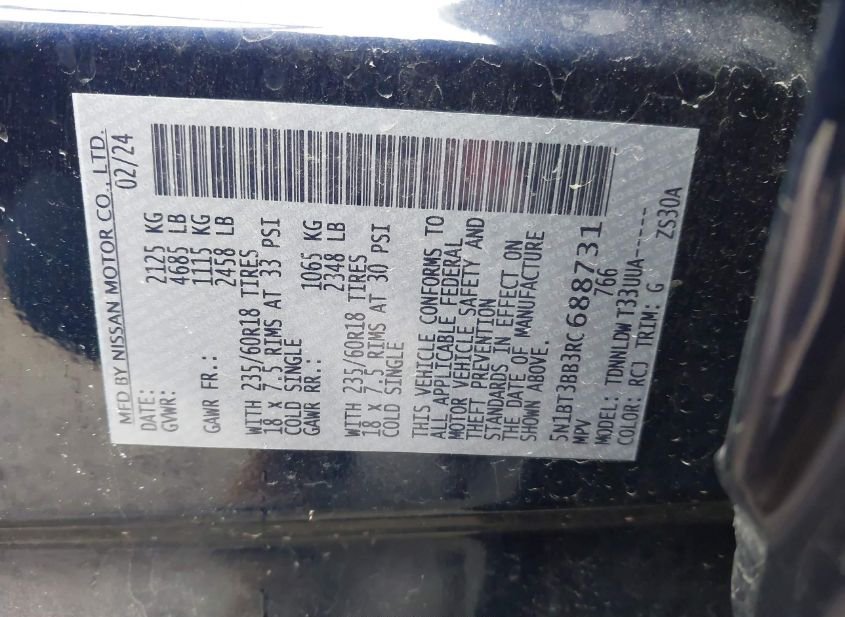 MFD BY NISSAN MOTOR CO., LTD.
DATE: 02/24
GVWR: 2125 KG
4685 LB
GAWR FR.: 1115 KG
2458 LB
WITH 235/60R18 TIRES
18 X 7.5 RIMS AT 33 PSI
COLD SINGLE
GAWR RR.: 1065 KG
2348 LB
WITH 235/60R18 TIRES
18 X 7.5 RIMS AT 30 PSI
COLD SINGLE
THIS VEHICLE CONFORMS TO
ALL APPLICABLE FEDERAL
MOTOR VEHICLE SAFETY AND
THEFT PREVENTION
STANDARDS IN EFFECT ON
THE DATE OF MANUFACTURE
SHOWN ABOVE.
5N1BT3BB3RC688731
MPV 766
MODEL: TDNNLDW T33UUA-----
COLOR: RCJ TRIM: G ZS30A